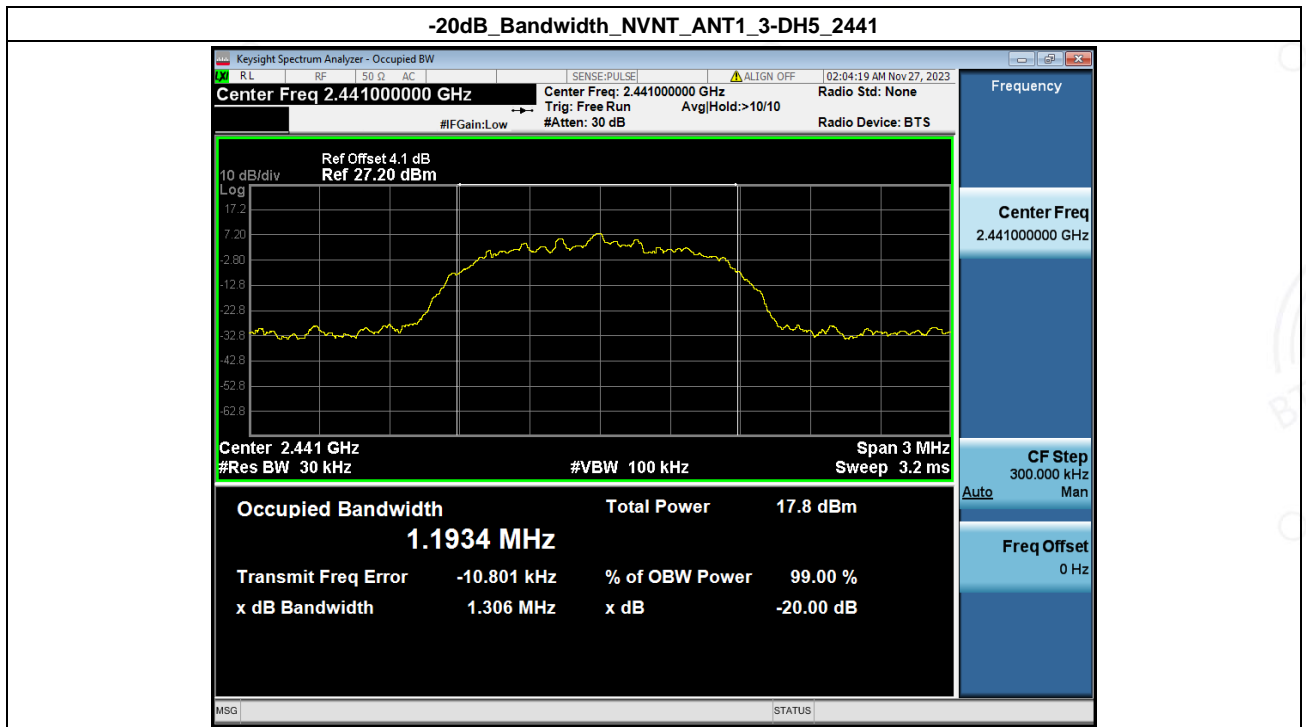 -20dB_Bandwidth_NVNT_ANT1_3-DH5_2441
Keysight Spectrum Analyzer - Occupied BW
LXI RL RF 50 Ω AC SENSE:PULSE ALIGN OFF 02:04:19 AM Nov 27, 2023
Center Freq 2.441000000 GHz
Center Freq: 2.441000000 GHz
Radio Std: None
Trig: Free Run Avg|Hold:>10/10
#IFGain:Low
#Atten: 30 dB
Radio Device: BTS
Frequency
Ref Offset 4.1 dB
10 dB/div Ref 27.20 dBm
Log
17.2
7.20
-2.80
-12.8
-22.8
-32.8
-42.8
-52.8
-62.8
Center 2.441 GHz
Span 3 MHz
#Res BW 30 kHz
#VBW 100 kHz
Sweep 3.2 ms
Center Freq
2.441000000 GHz
CF Step
300.000 kHz
Auto Man
Freq Offset
0 Hz
Occupied Bandwidth
1.1934 MHz
Total Power 17.8 dBm
Transmit Freq Error -10.801 kHz
% of OBW Power 99.00 %
x dB Bandwidth 1.306 MHz
x dB -20.00 dB
MSG
STATUS